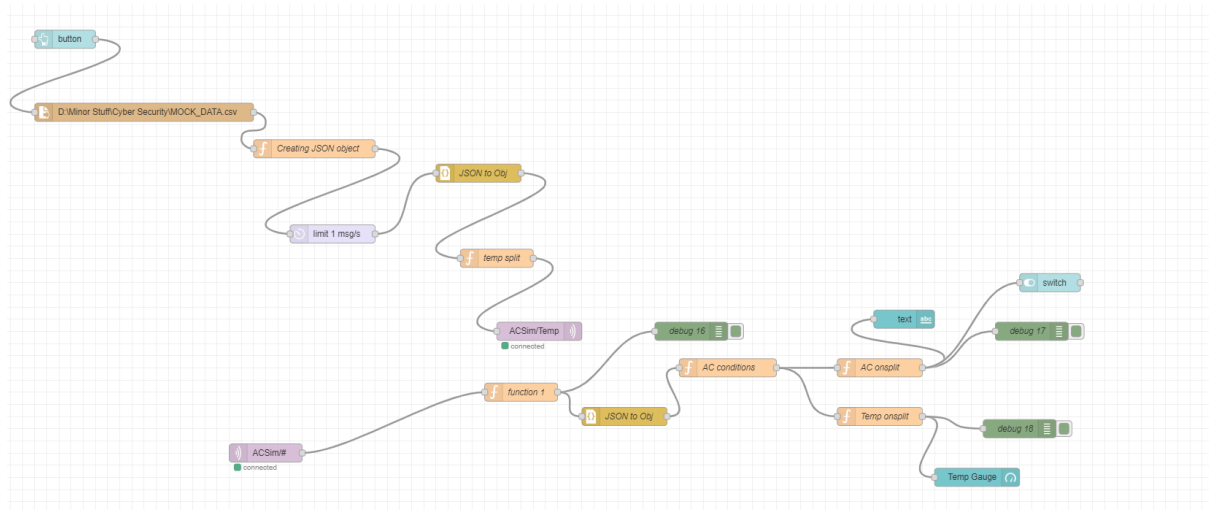 button
D:\Minor Stuff\Cyber Security\MOCK_DATA.csv
Creating JSON object
JSON to Obj
limit 1 msg/s
temp split
switch
ACSim/Temp
connected
debug 16
text
abc
debug 17
AC conditions
AC onsplit
function 1
JSON to Obj
Temp onsplit
debug 18
ACSim/#
connected
Temp Gauge